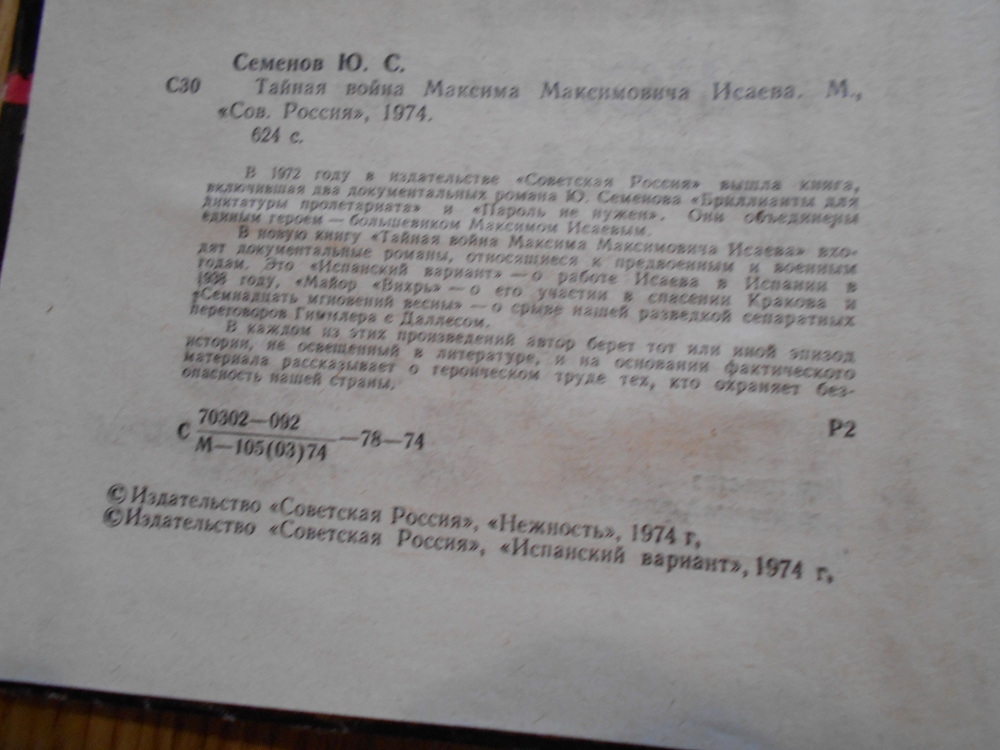 Семенов Ю. С.
С30 Тайная война Максима Максимовича Исаева. М.,
«Сов. Россия», 1974.
624 с.
В 1972 году в издательстве «Советская Россия» вышла книга,
включившая два документальных романа Ю. Семенова «Бриллианты для
диктатуры пролетариата» и «Пароль не нужен». Они объединены
единым героем — большевиком Максимом Исаевым.
В новую книгу «Тайная война Максима Максимовича Исаева» вхо-
дят документальные романы, относящиеся к предвоенным и военным
годам. Это «Испанский вариант» — о работе Исаева в Испании в
1938 году, «Майор «Вихрь» — о его участии в спасении Кракова и
«Семнадцать мгновений весны» — о срыве нашей разведкой сепаратных
переговоров Гиммлера с Даллесом.
В каждом из этих произведений автор берет тот или иной эпизод
истории, не освещенный в литературе, и на основании фактического
материала рассказывает о героическом труде тех, кто охраняет без-
опасность нашей страны.
С 70302—092
М—105(03)74 —78—74 Р2
© Издательство «Советская Россия», «Нежность», 1974 г,
© Издательство «Советская Россия», «Испанский вариант», 1974 г,